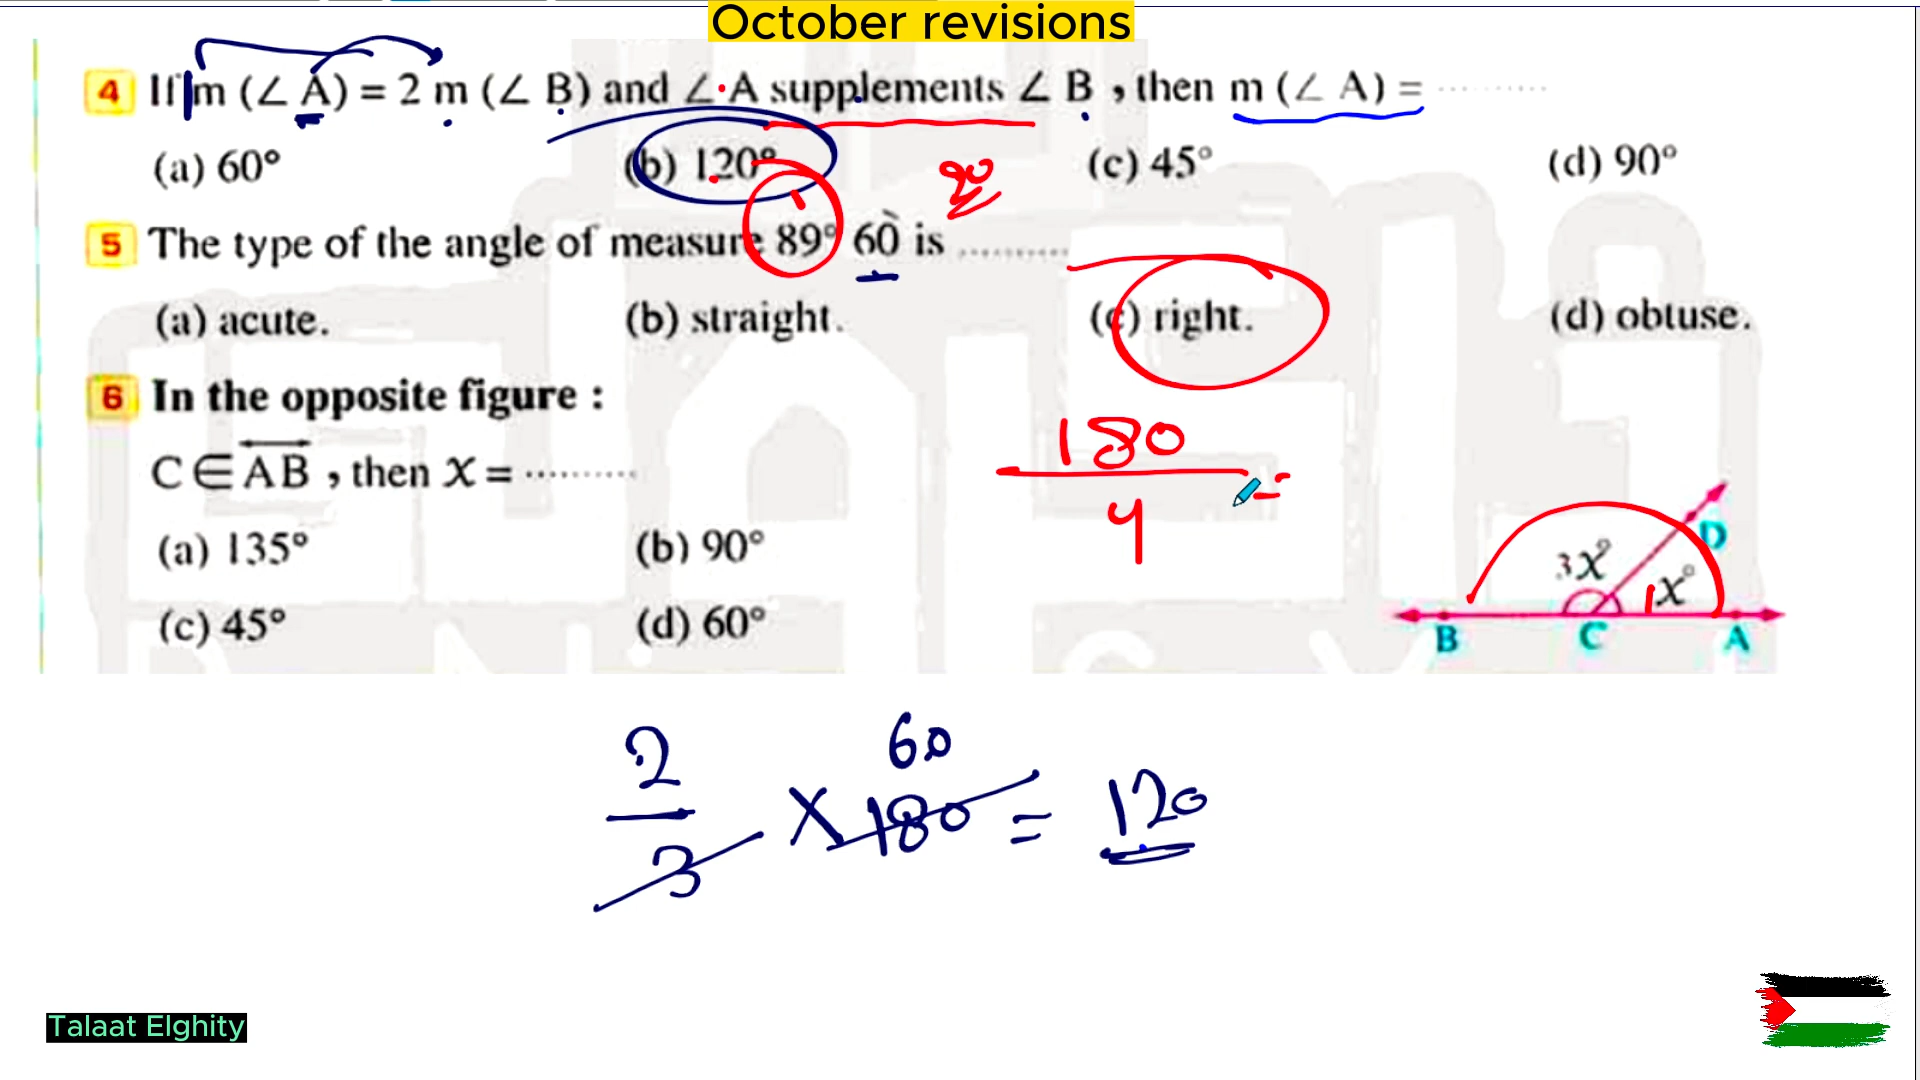 October revisions
4 If m (∠ A) = 2 m (∠ B) and ∠ A supplements ∠ B , then m (∠ A) = ..........
(a) 60° (b) 120° (c) 45° (d) 90°
90
5 The type of the angle of measure 89° 60` is ..........
(a) acute. (b) straight. (c) right. (d) obtuse.
6 In the opposite figure :
C ∈ AB , then X = ..........
(a) 135° (b) 90°
(c) 45° (d) 60°
180
4
=
D
3X° 1X°
B C A
2 60
× 180 = 120
3
Talaat Elghity